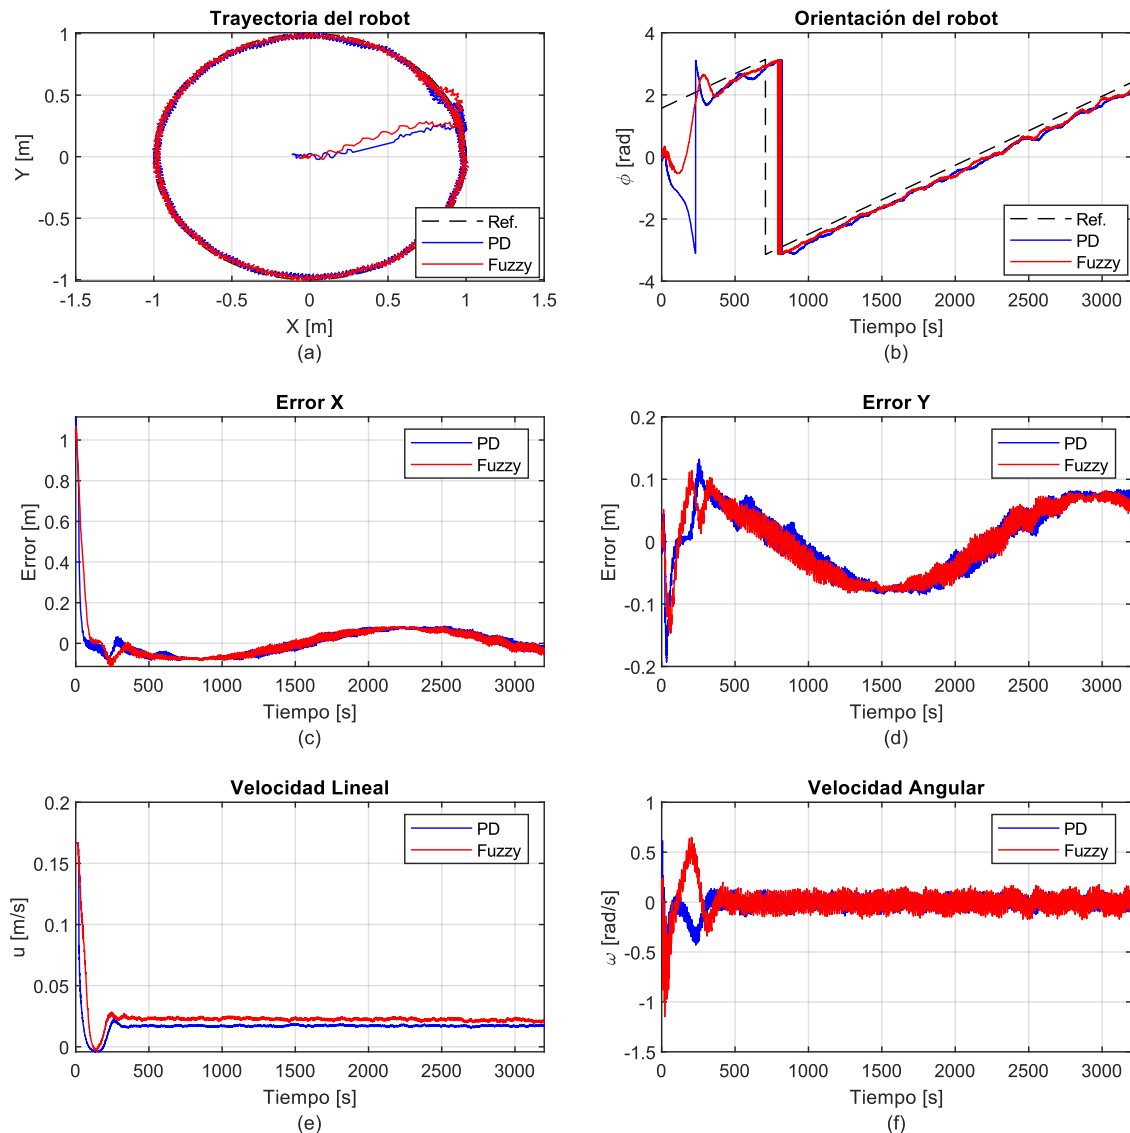 Trayectoria del robot
1
0.5
0
-0.5
-1
Y [m]
Ref.
PD
Fuzzy
-1.5 -1 -0.5 0 0.5 1 1.5
X [m]
(a)
Orientación del robot
4
2
0
-2
-4
ϕ [rad]
Ref.
PD
Fuzzy
0 500 1000 1500 2000 2500 3000
Tiempo [s]
(b)
Error X
1
0.8
0.6
0.4
0.2
0
Error [m]
PD
Fuzzy
0 500 1000 1500 2000 2500 3000
Tiempo [s]
(c)
Error Y
0.2
0.1
0
-0.1
-0.2
Error [m]
PD
Fuzzy
0 500 1000 1500 2000 2500 3000
Tiempo [s]
(d)
Velocidad Lineal
0.2
0.15
0.1
0.05
0
u [m/s]
PD
Fuzzy
0 500 1000 1500 2000 2500 3000
Tiempo [s]
(e)
Velocidad Angular
1
0.5
0
-0.5
-1
-1.5
ω [rad/s]
PD
Fuzzy
0 500 1000 1500 2000 2500 3000
Tiempo [s]
(f)